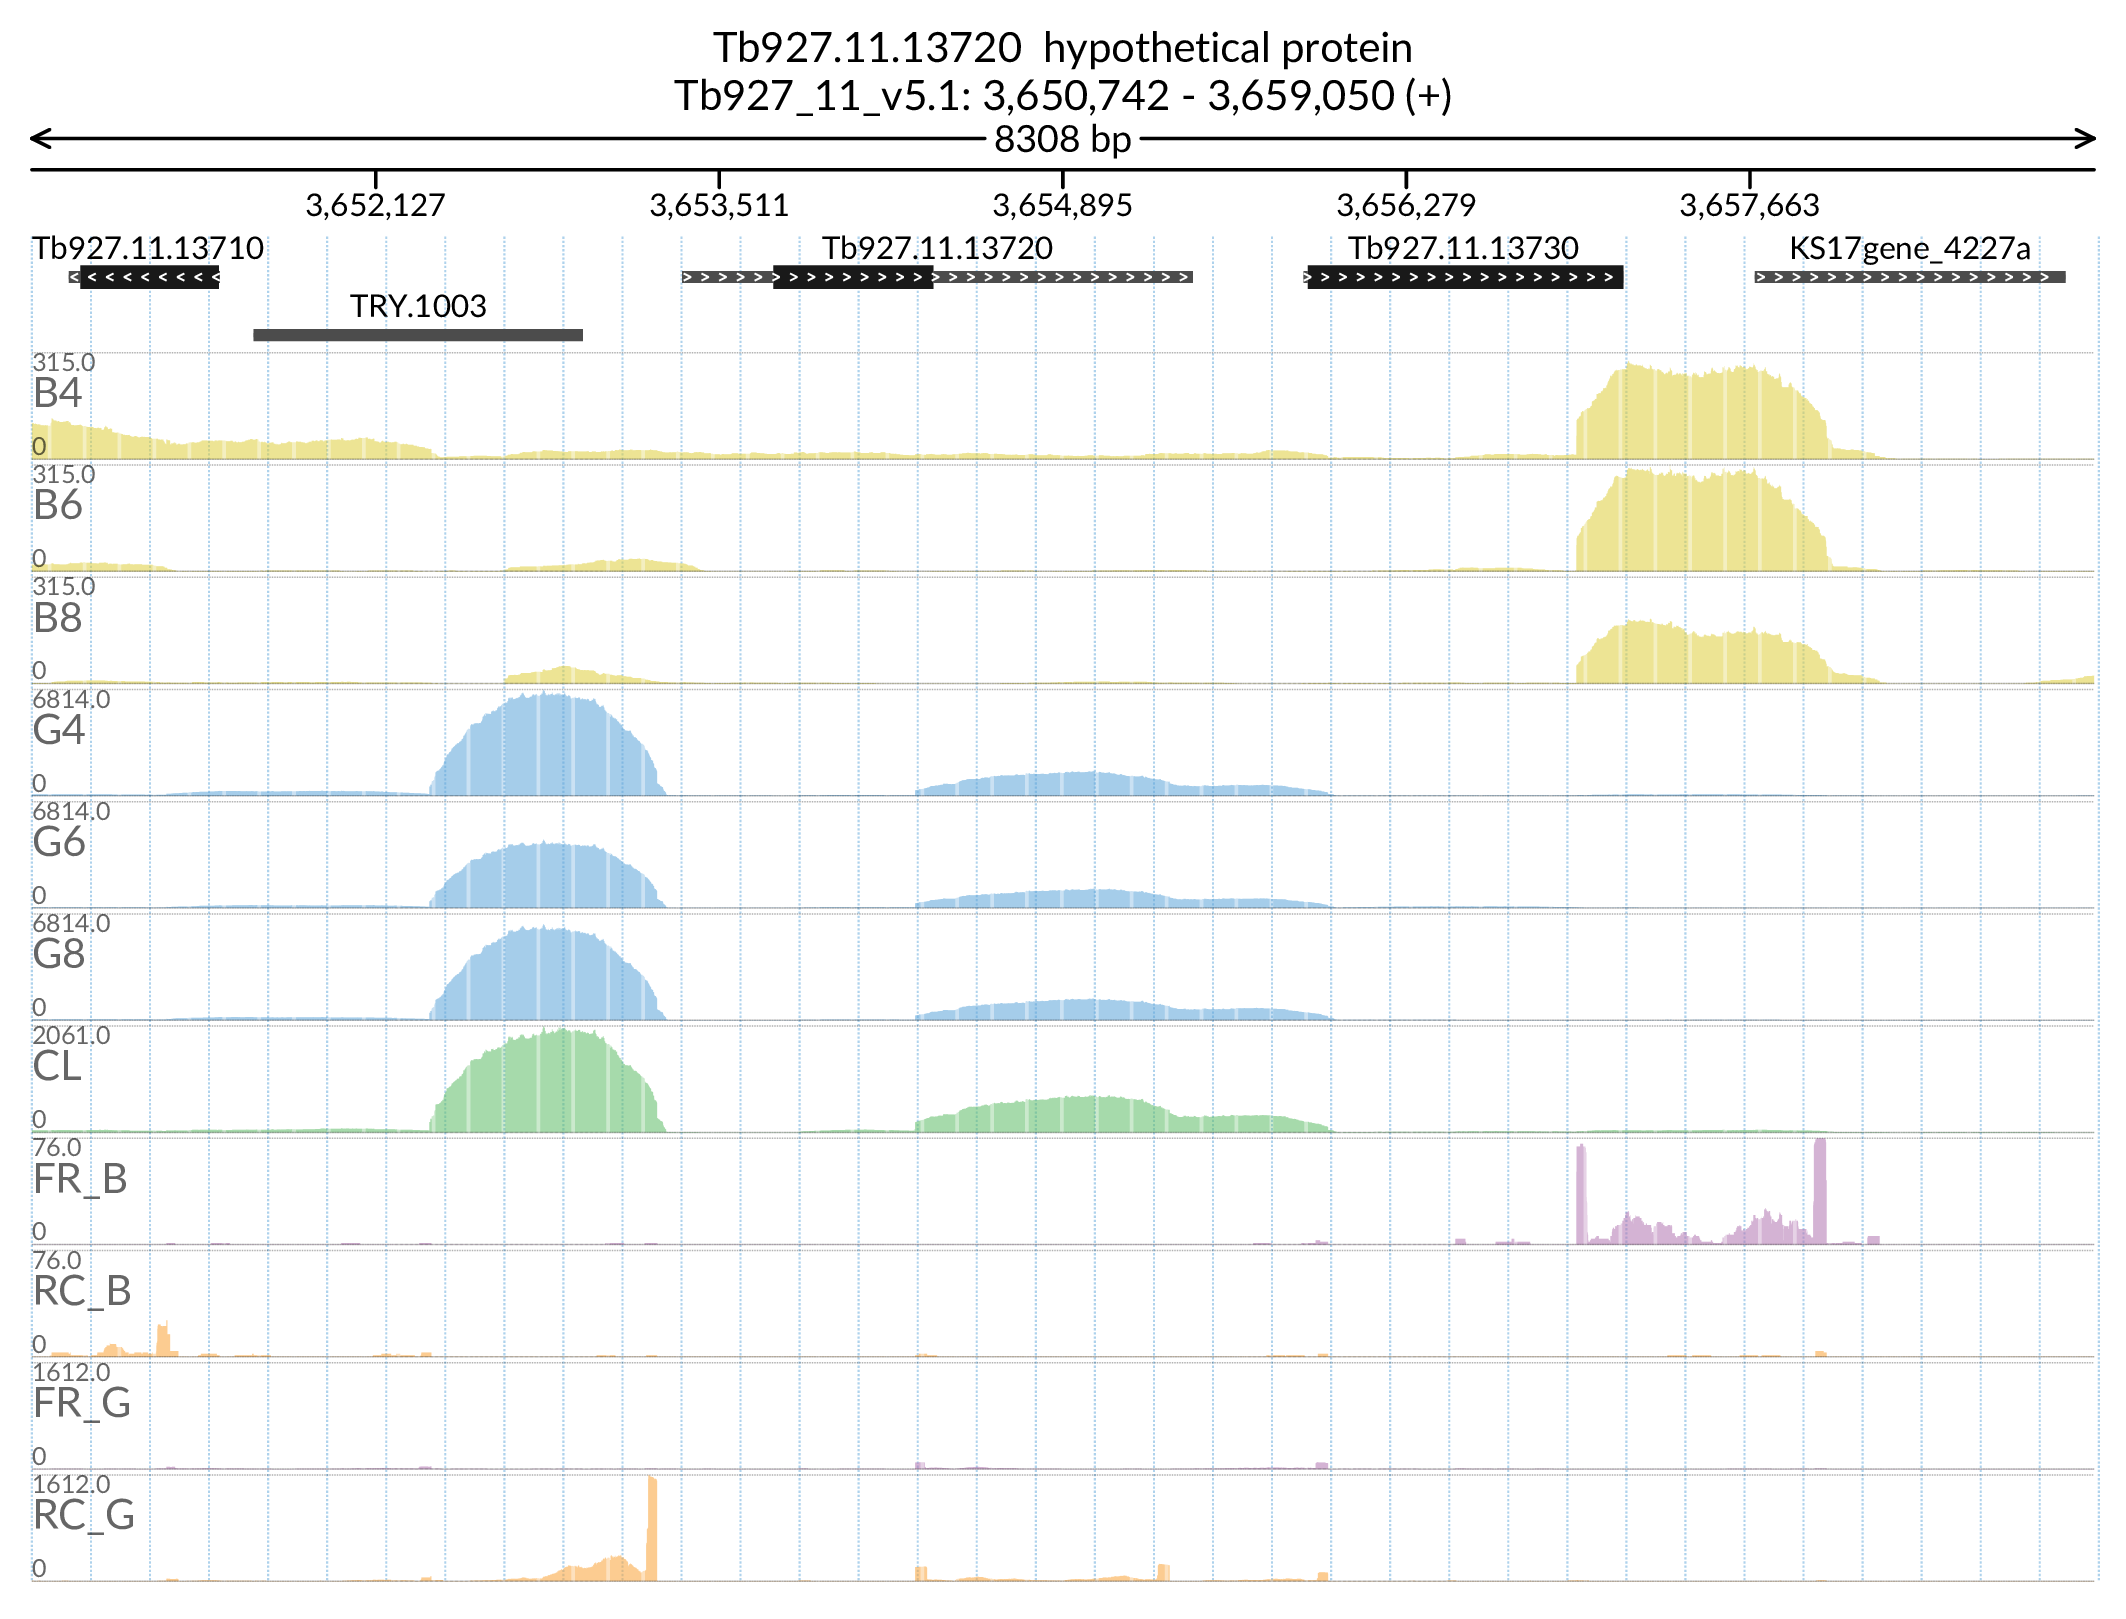 Tb927.11.13720 hypothetical protein
Tb927_11_v5.1: 3,650,742 - 3,659,050 (+)
8308 bp
3,652,127 3,653,511 3,654,895 3,656,279 3,657,663
Tb927.11.13710 Tb927.11.13720 Tb927.11.13730 KS17gene_4227a
TRY.1003
315.0
B4
0
315.0
B6
0
315.0
B8
0
6814.0
G4
0
6814.0
G6
0
6814.0
G8
0
2061.0
CL
0
76.0
FR_B
0
76.0
RC_B
0
1612.0
FR_G
0
1612.0
RC_G
0